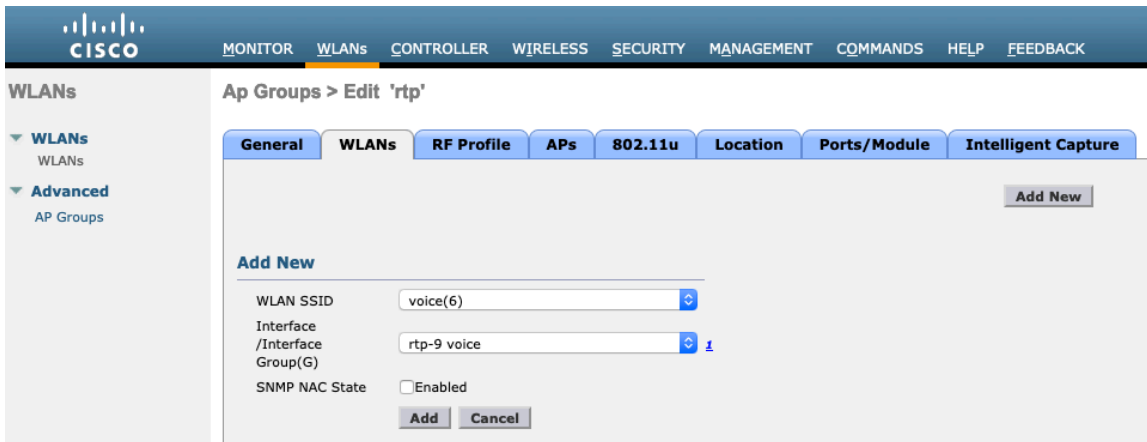 CISCO
MONITOR WLANs CONTROLLER WIRELESS SECURITY MANAGEMENT COMMANDS HELP FEEDBACK
WLANs
Ap Groups > Edit 'rtp'
WLANs
WLANs
Advanced
AP Groups
General WLANs RF Profile APs 802.11u Location Ports/Module Intelligent Capture
Add New
Add New
WLAN SSID voice(6)
Interface
/Interface rtp-9 voice 1
Group(G)
SNMP NAC State Enabled
Add Cancel